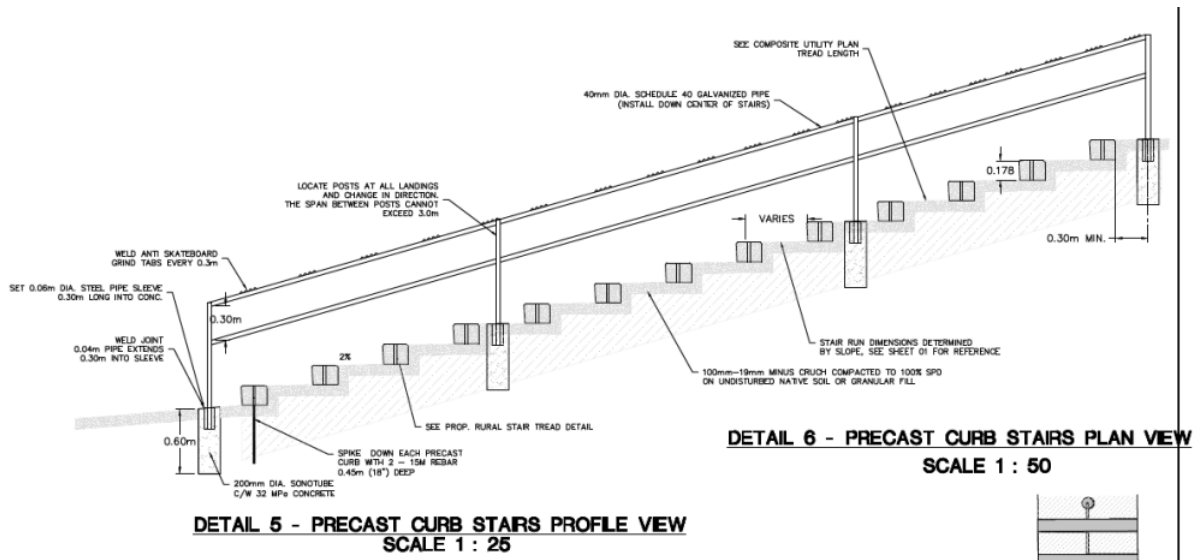 SEE COMPOSITE UTILITY PLAN
TREAD LENGTH
40mm DIA. SCHEDULE 40 GALVANIZED PIPE
(INSTALL DOWN CENTER OF STAIRS)
0.178
LOCATE POSTS AT ALL LANDINGS
AND CHANGE IN DIRECTION.
THE SPAN BETWEEN POSTS CANNOT
EXCEED 3.0m
VARIES
0.30m MIN.
WELD ANTI SKATEBOARD
GRIND TABS EVERY 0.3m
SET 0.06m DIA. STEEL PIPE SLEEVE
0.30m LONG INTO CONC.
0.30m
WELD JOINT
0.04m PIPE EXTENDS
0.30m INTO SLEEVE
2%
STAIR RUN DIMENSIONS DETERMINED
BY SLOPE, SEE SHEET 01 FOR REFERENCE
100mm-19mm MINUS CRUCH COMPACTED TO 100% SPD
ON UNDISTURBED NATIVE SOIL OR GRANULAR FILL
SEE PROP. RURAL STAIR TREAD DETAIL
0.60m
SPIKE DOWN EACH PRECAST
CURB WITH 2 - 15M REBAR
0.45m (18") DEEP
200mm DIA. SONOTUBE
C/W 32 MPa CONCRETE
DETAIL 6 - PRECAST CURB STAIRS PLAN VIEW
SCALE 1 : 50
DETAIL 5 - PRECAST CURB STAIRS PROFILE VIEW
SCALE 1 : 25